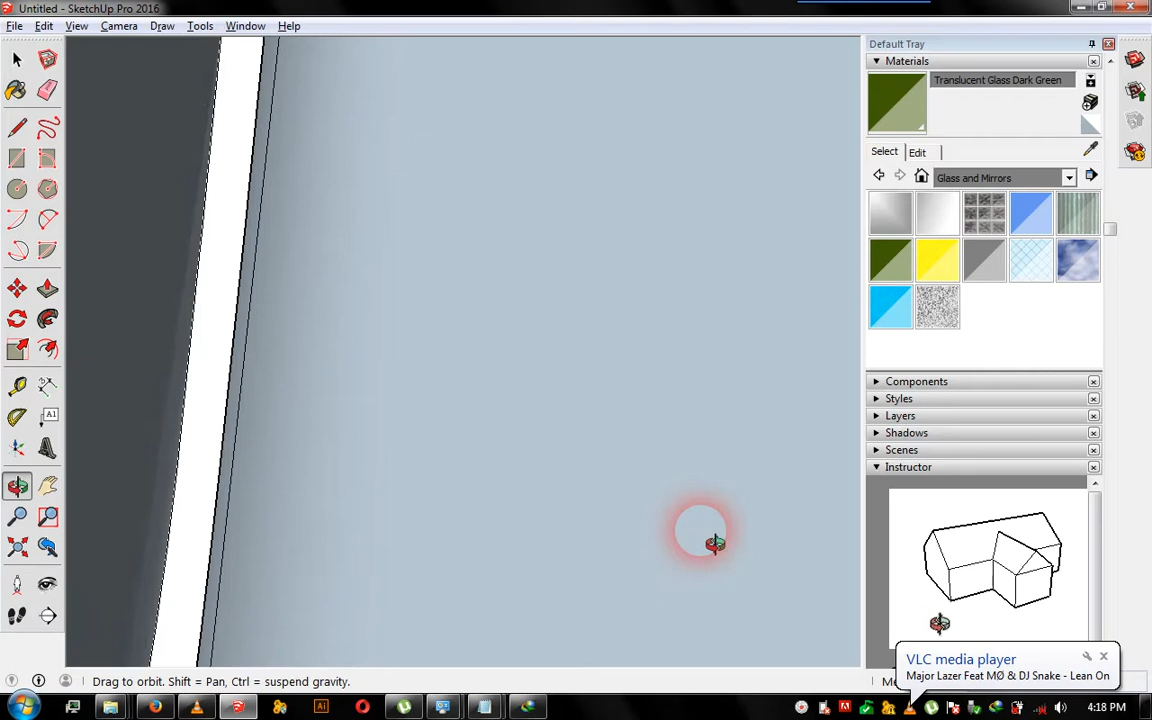 Untitled - SketchUp Pro 2016
File Edit View Camera Draw Tools Window Help
Default Tray
Materials
Translucent Glass Dark Green
Select Edit
Glass and Mirrors
A1
Components
Styles
Layers
Shadows
Scenes
Instructor
VLC media player
Major Lazer Feat MØ & DJ Snake - Lean On
Drag to orbit. Shift = Pan, Ctrl = suspend gravity.
Ai
4:18 PM